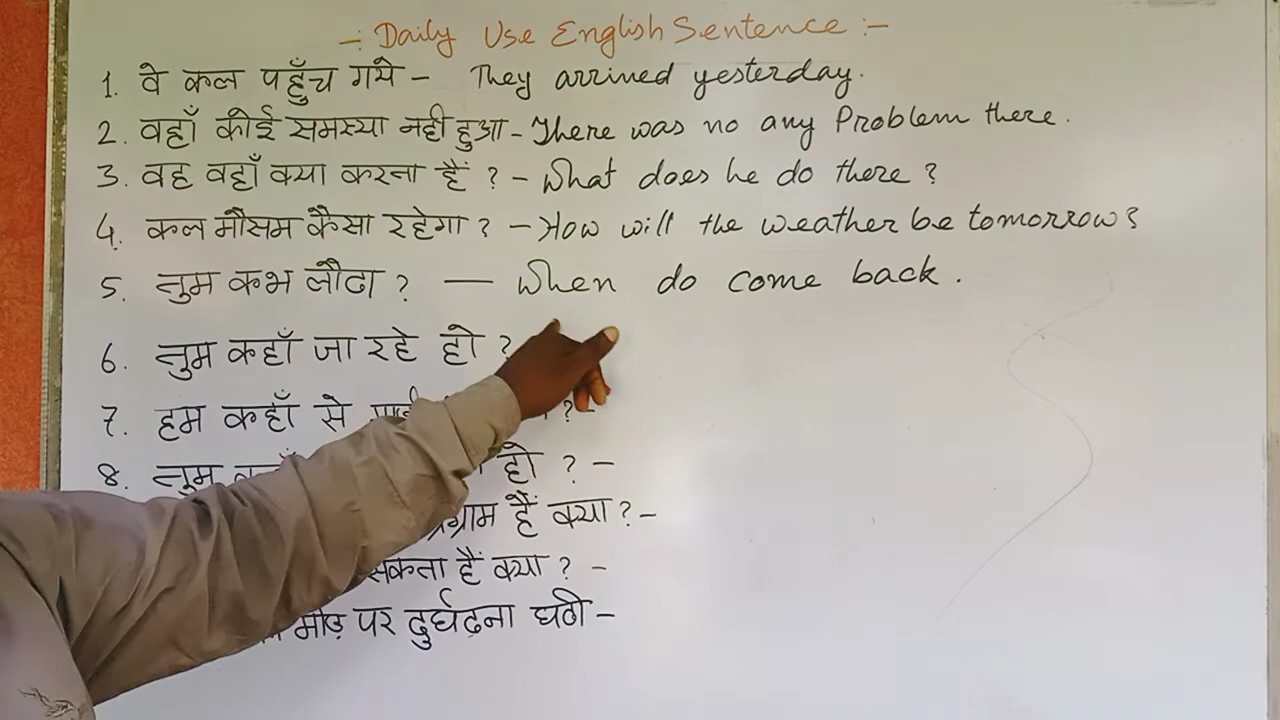 -: Daily Use English Sentence :-
1. वे कल पहुँच गये - They arrived yesterday.
2. वहाँ कोई समस्या नही हुआ - There was no any Problem there.
3. वह वहाँ क्या करता हैं ? - What does he do there ?
4. कल मौसम कैसा रहेगा ? - How will the weather be tomorrow?
5. तुम कभ लौटा ? — When do come back.
6. तुम कहाँ जा रहे हो ?
7. हम कहाँ से ? -
8. तुम हो ? -
हैं क्या ? -
सकता हैं क्या ? -
मोड़ पर दुर्घटना घटी -